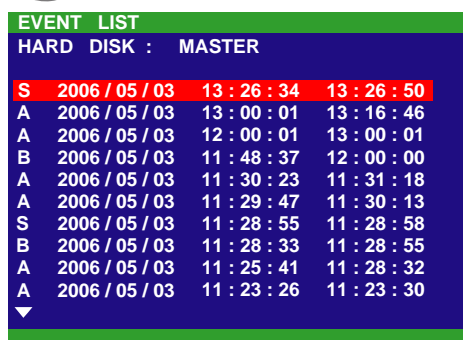 EVENT LIST
HARD DISK : MASTER
S 2006 / 05 / 03 13 : 26 : 34 13 : 26 : 50
A 2006 / 05 / 03 13 : 00 : 01 13 : 16 : 46
A 2006 / 05 / 03 12 : 00 : 01 13 : 00 : 01
B 2006 / 05 / 03 11 : 48 : 37 12 : 00 : 00
A 2006 / 05 / 03 11 : 30 : 23 11 : 31 : 18
A 2006 / 05 / 03 11 : 29 : 47 11 : 30 : 13
S 2006 / 05 / 03 11 : 28 : 55 11 : 28 : 58
B 2006 / 05 / 03 11 : 28 : 33 11 : 28 : 55
A 2006 / 05 / 03 11 : 25 : 41 11 : 28 : 32
A 2006 / 05 / 03 11 : 23 : 26 11 : 23 : 30